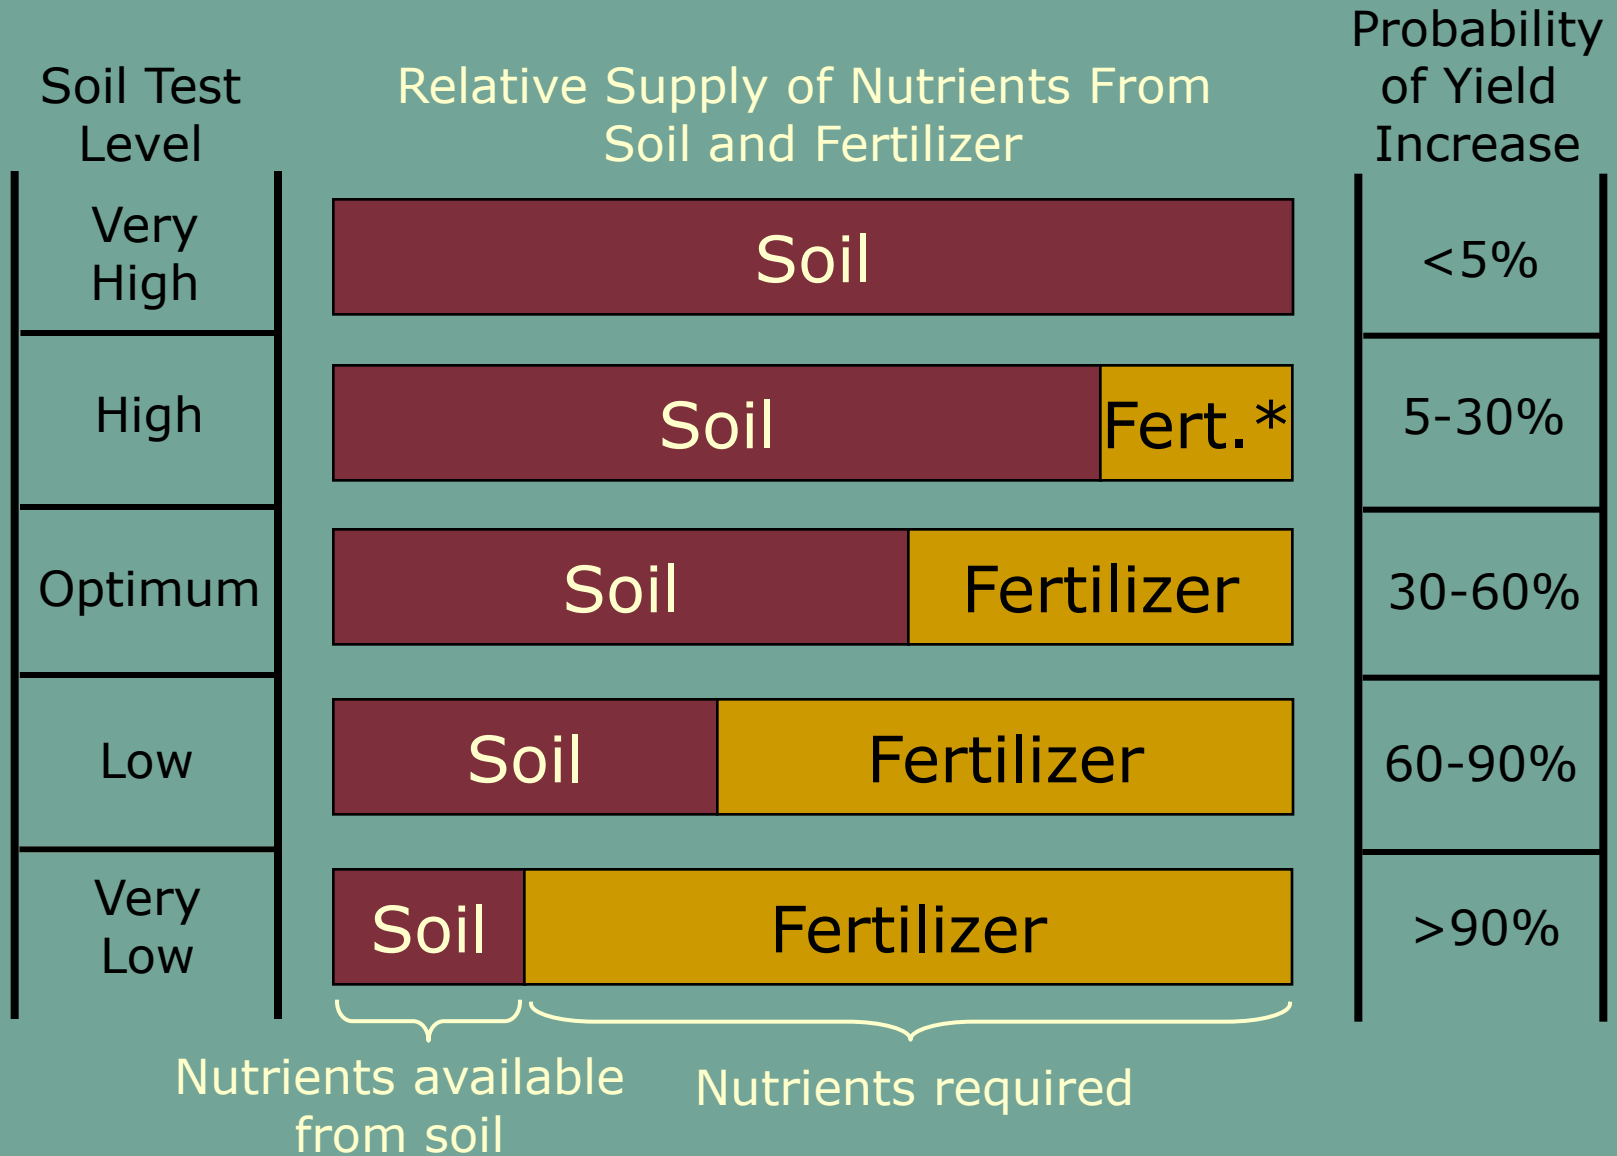 Soil Test
Level
Relative Supply of Nutrients From
Soil and Fertilizer
Probability
of Yield
Increase
Very
High
Soil
<5%
High
Soil
Fert.*
5-30%
Optimum
Soil
Fertilizer
30-60%
Low
Soil
Fertilizer
60-90%
Very
Low
Soil
Fertilizer
>90%
Nutrients available
from soil
Nutrients required